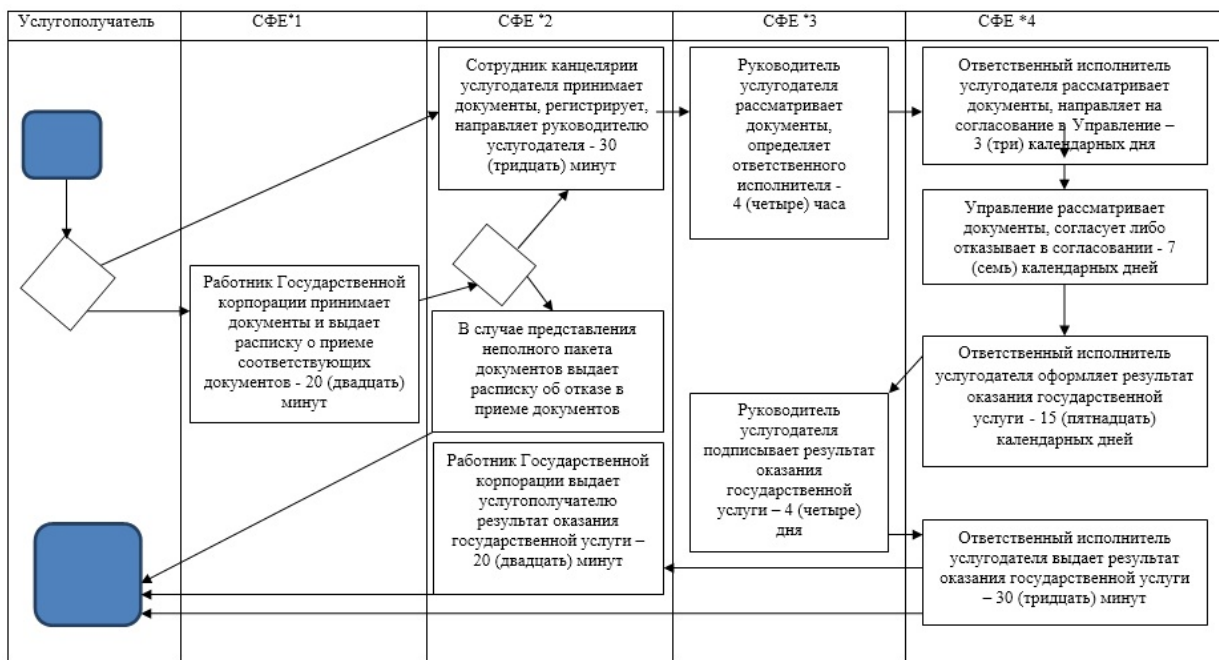 Услугополучатель
СФЕ*1
СФЕ *2
СФЕ *3
СФЕ *4
Сотрудник канцелярии
услугодателя принимает
документы, регистрирует,
направляет руководителю
услугодателя - 30
(тридцать) минут
Руководитель
услугодателя
рассматривает
документы,
определяет
ответственного
исполнителя -
4 (четыре) часа
Ответственный исполнитель
услугодателя рассматривает
документы, направляет на
согласование в Управление –
3 (три) календарных дня
Управление рассматривает
документы, согласует либо
отказывает в согласовании - 7
(семь) календарных дней
Работник Государственной
корпорации принимает
документы и выдает
расписку о приеме
соответствующих
документов - 20 (двадцать)
минут
В случае представления
неполного пакета
документов выдает
расписку об отказе в
приеме документов
Ответственный исполнитель
услугодателя оформляет результат
оказания государственной
услуги - 15 (пятнадцать)
календарных дней
Руководитель
услугодателя
подписывает результат
оказания
государственной
услуги – 4 (четыре)
дня
Работник Государственной
корпорации выдает
услугополучателю
результат оказания
государственной услуги –
20 (двадцать) минут
Ответственный исполнитель
услугодателя выдает результат
оказания государственной услуги
– 30 (тридцать) минут